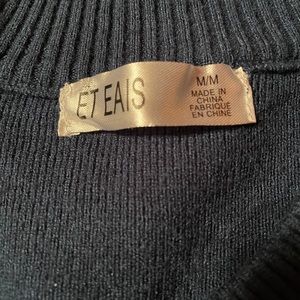 ET EAIS
M/M
MADE IN
CHINA
FABRIQUE
EN CHINE